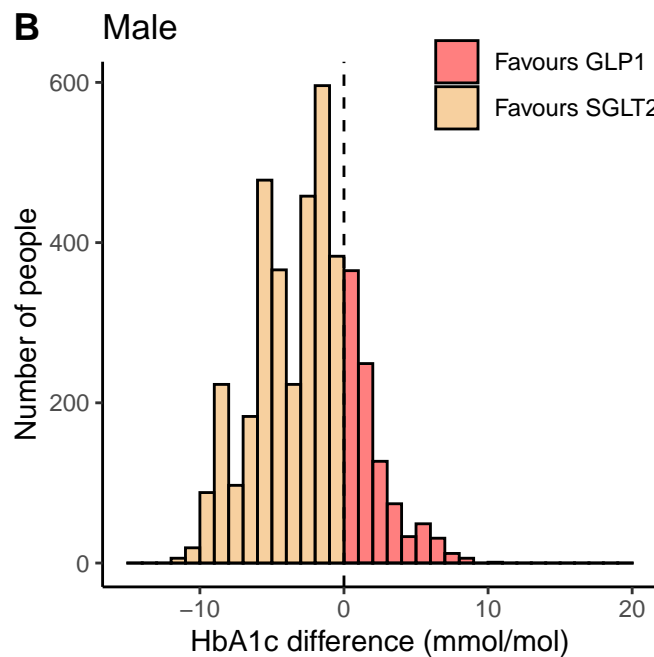 B Male
Favours GLP1
Favours SGLT2
Number of people
600
400
200
0
−10 0 10 20
HbA1c difference (mmol/mol)